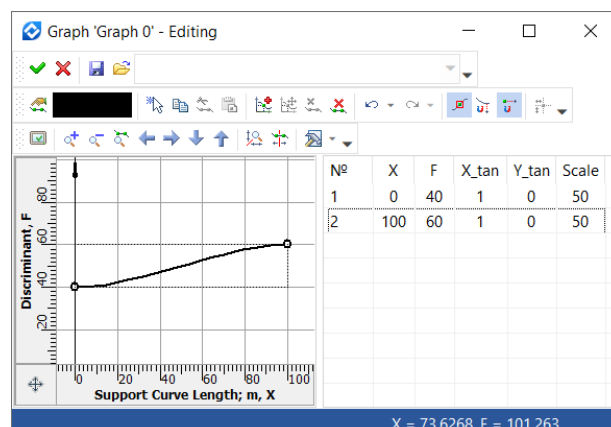 Graph 'Graph 0' - Editing
Nº X F X_tan Y_tan Scale
1 0 40 1 0 50
2 100 60 1 0 50
Discriminant, F
80
60
40
20
0 20 40 60 80 100
Support Curve Length; m, X
X = 73.6268, F = 101.263